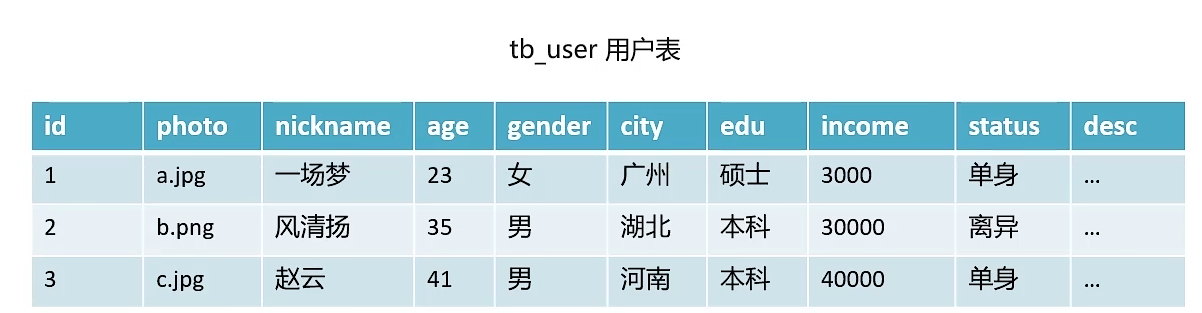 tb_user 用户表
id photo nickname age gender city edu income status desc
1 a.jpg 一场梦 23 女 广州 硕士 3000 单身 ...
2 b.png 风清扬 35 男 湖北 本科 30000 离异 ...
3 c.jpg 赵云 41 男 河南 本科 40000 单身 ...